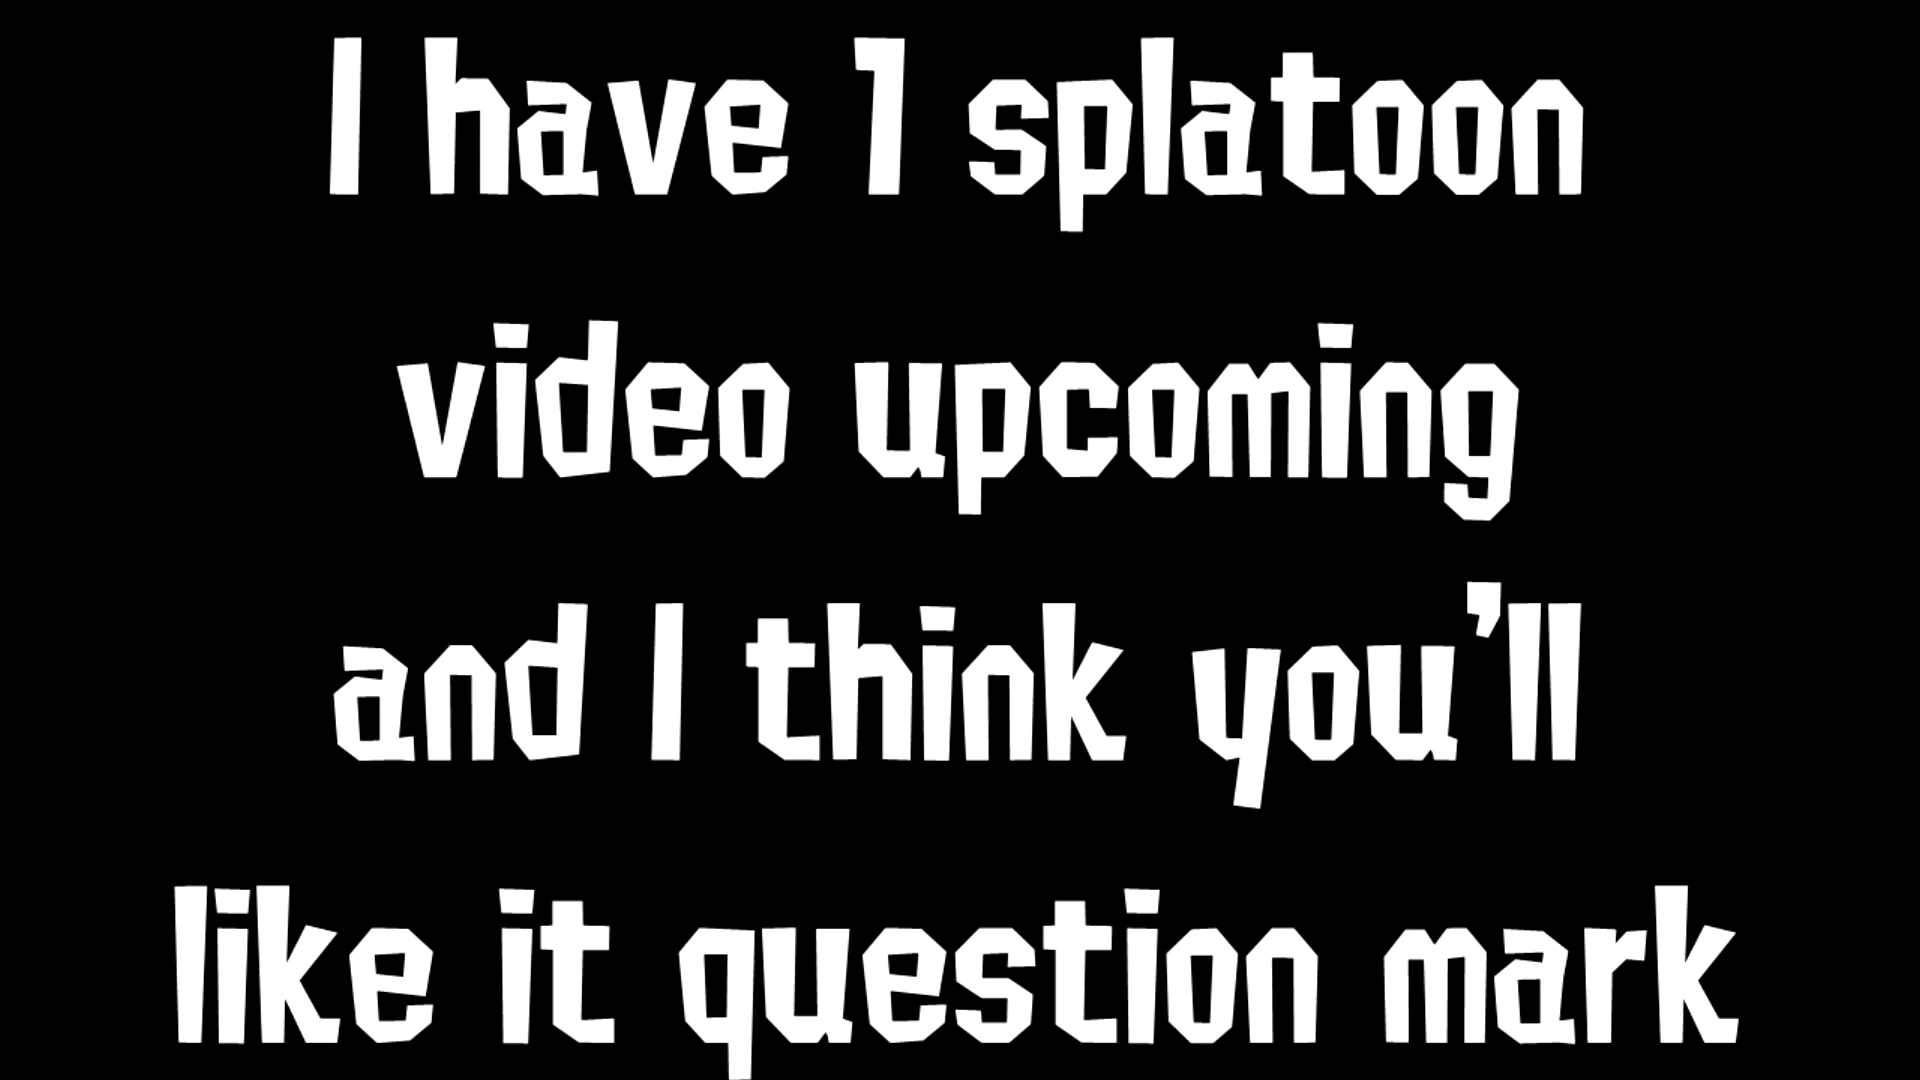 I have 1 splatoon
video upcoming
and I think you'll
like it question mark